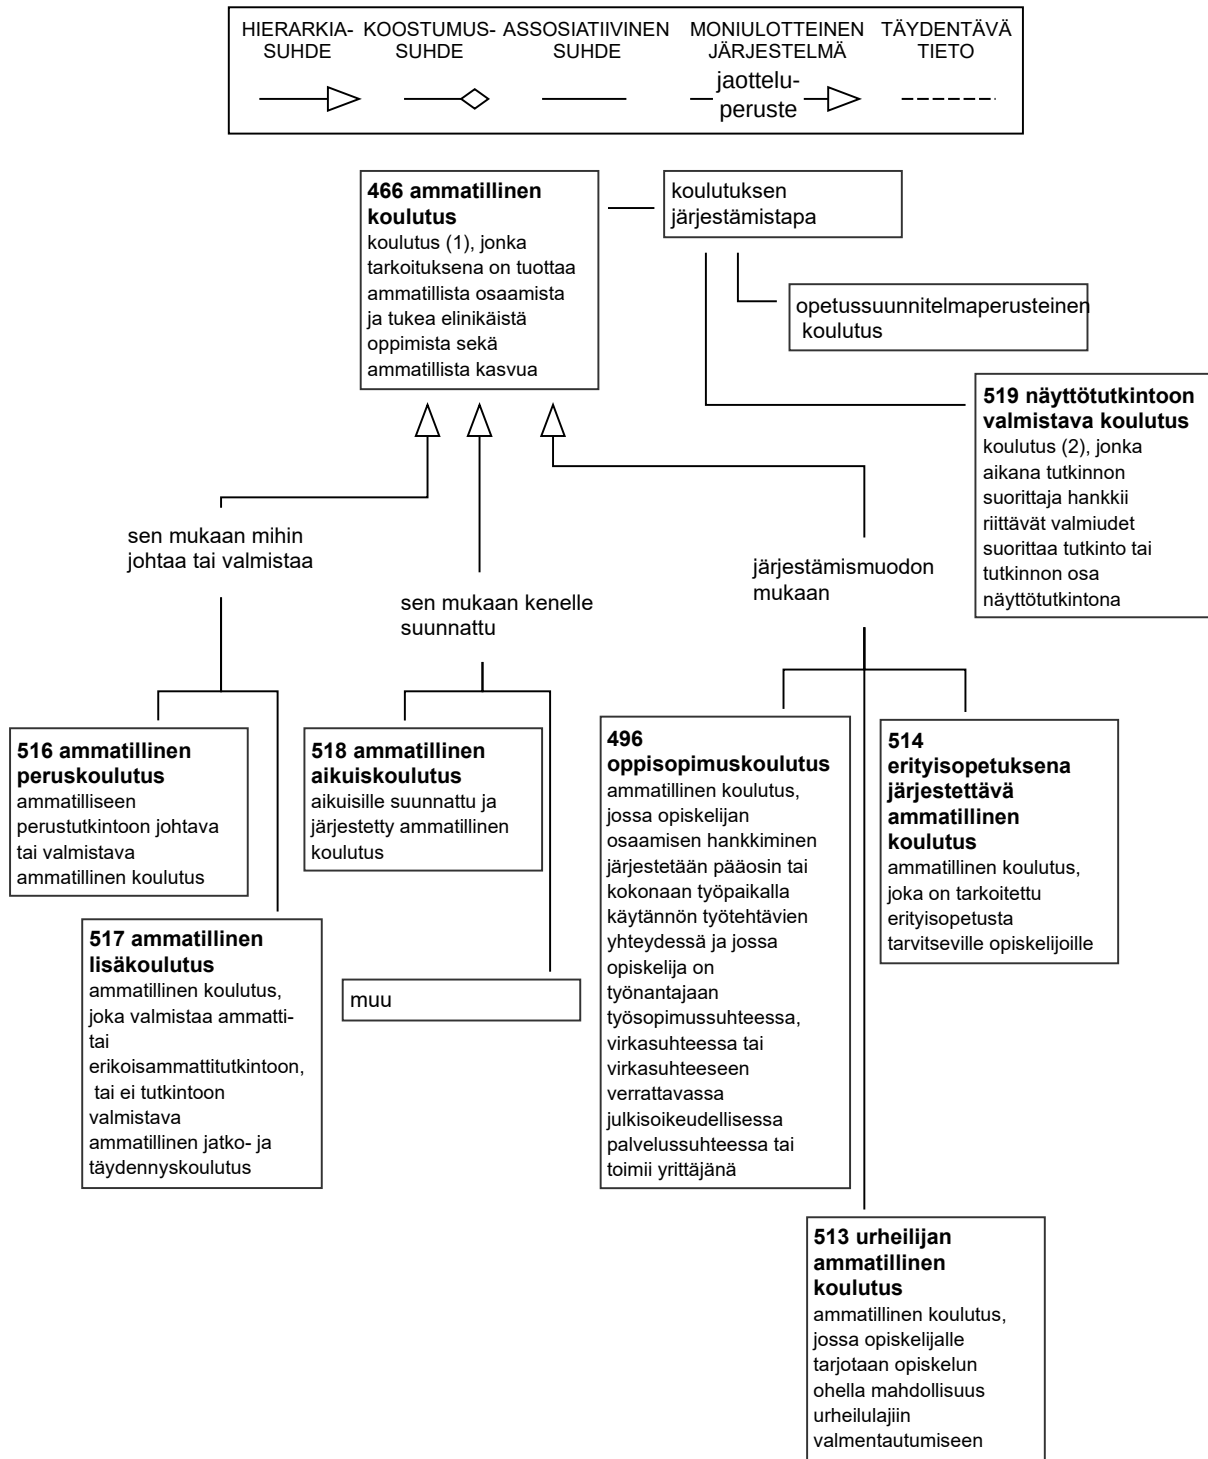 HIERARKIA-
SUHDE
KOOSTUMUS-
SUHDE
ASSOSIATIIVINEN
SUHDE
MONIULOTTEINEN
JÄRJESTELMÄ
jaottelu-
peruste
TÄYDENTÄVÄ
TIETO
466 ammatillinen
koulutus
koulutus (1), jonka
tarkoituksena on tuottaa
ammatillista osaamista
ja tukea elinikäistä
oppimista sekä
ammatillista kasvua
koulutuksen
järjestämistapa
opetussuunnitelmaperusteinen
koulutus
519 näyttötutkintoon
valmistava koulutus
koulutus (2), jonka
aikana tutkinnon
suorittaja hankkii
riittävät valmiudet
suorittaa tutkinto tai
tutkinnon osa
näyttötutkintona
sen mukaan mihin
johtaa tai valmistaa
sen mukaan kenelle
suunnattu
järjestämismuodon
mukaan
516 ammatillinen
peruskoulutus
ammatilliseen
perustutkintoon johtava
tai valmistava
ammatillinen koulutus
517 ammatillinen
lisäkoulutus
ammatillinen koulutus,
joka valmistaa ammatti-
tai
erikoisammattitutkintoon,
tai ei tutkintoon
valmistava
ammatillinen jatko- ja
täydennyskoulutus
518 ammatillinen
aikuiskoulutus
aikuisille suunnattu ja
järjestetty ammatillinen
koulutus
muu
496
oppisopimuskoulutus
ammatillinen koulutus,
jossa opiskelijan
osaamisen hankkiminen
järjestetään pääosin tai
kokonaan työpaikalla
käytännön työtehtävien
yhteydessä ja jossa
opiskelija on
työnantajaan
työsopimussuhteessa,
virkasuhteessa tai
virkasuhteeseen
verrattavassa
julkisoikeudellisessa
palvelussuhteessa tai
toimii yrittäjänä
514
erityisopetuksena
järjestettävä
ammatillinen
koulutus
ammatillinen koulutus,
joka on tarkoitettu
erityisopetusta
tarvitseville opiskelijoille
513 urheilijan
ammatillinen
koulutus
ammatillinen koulutus,
jossa opiskelijalle
tarjotaan opiskelun
ohella mahdollisuus
urheilulajiin
valmentautumiseen